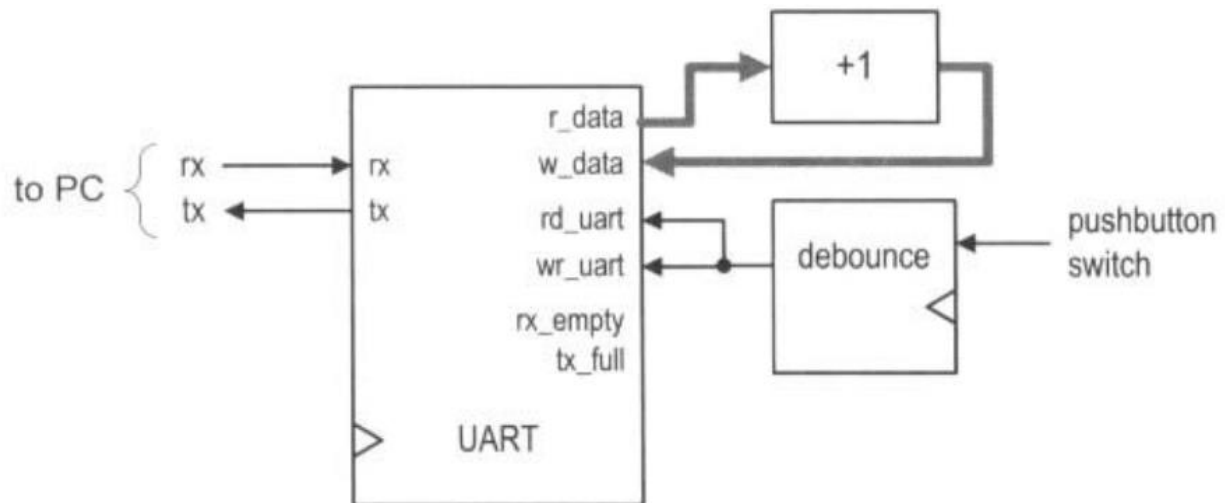 +1
r_data
w_data
to PC
rx
rx
tx
tx
rd_uart
wr_uart
debounce
pushbutton
switch
rx_empty
tx_full
UART